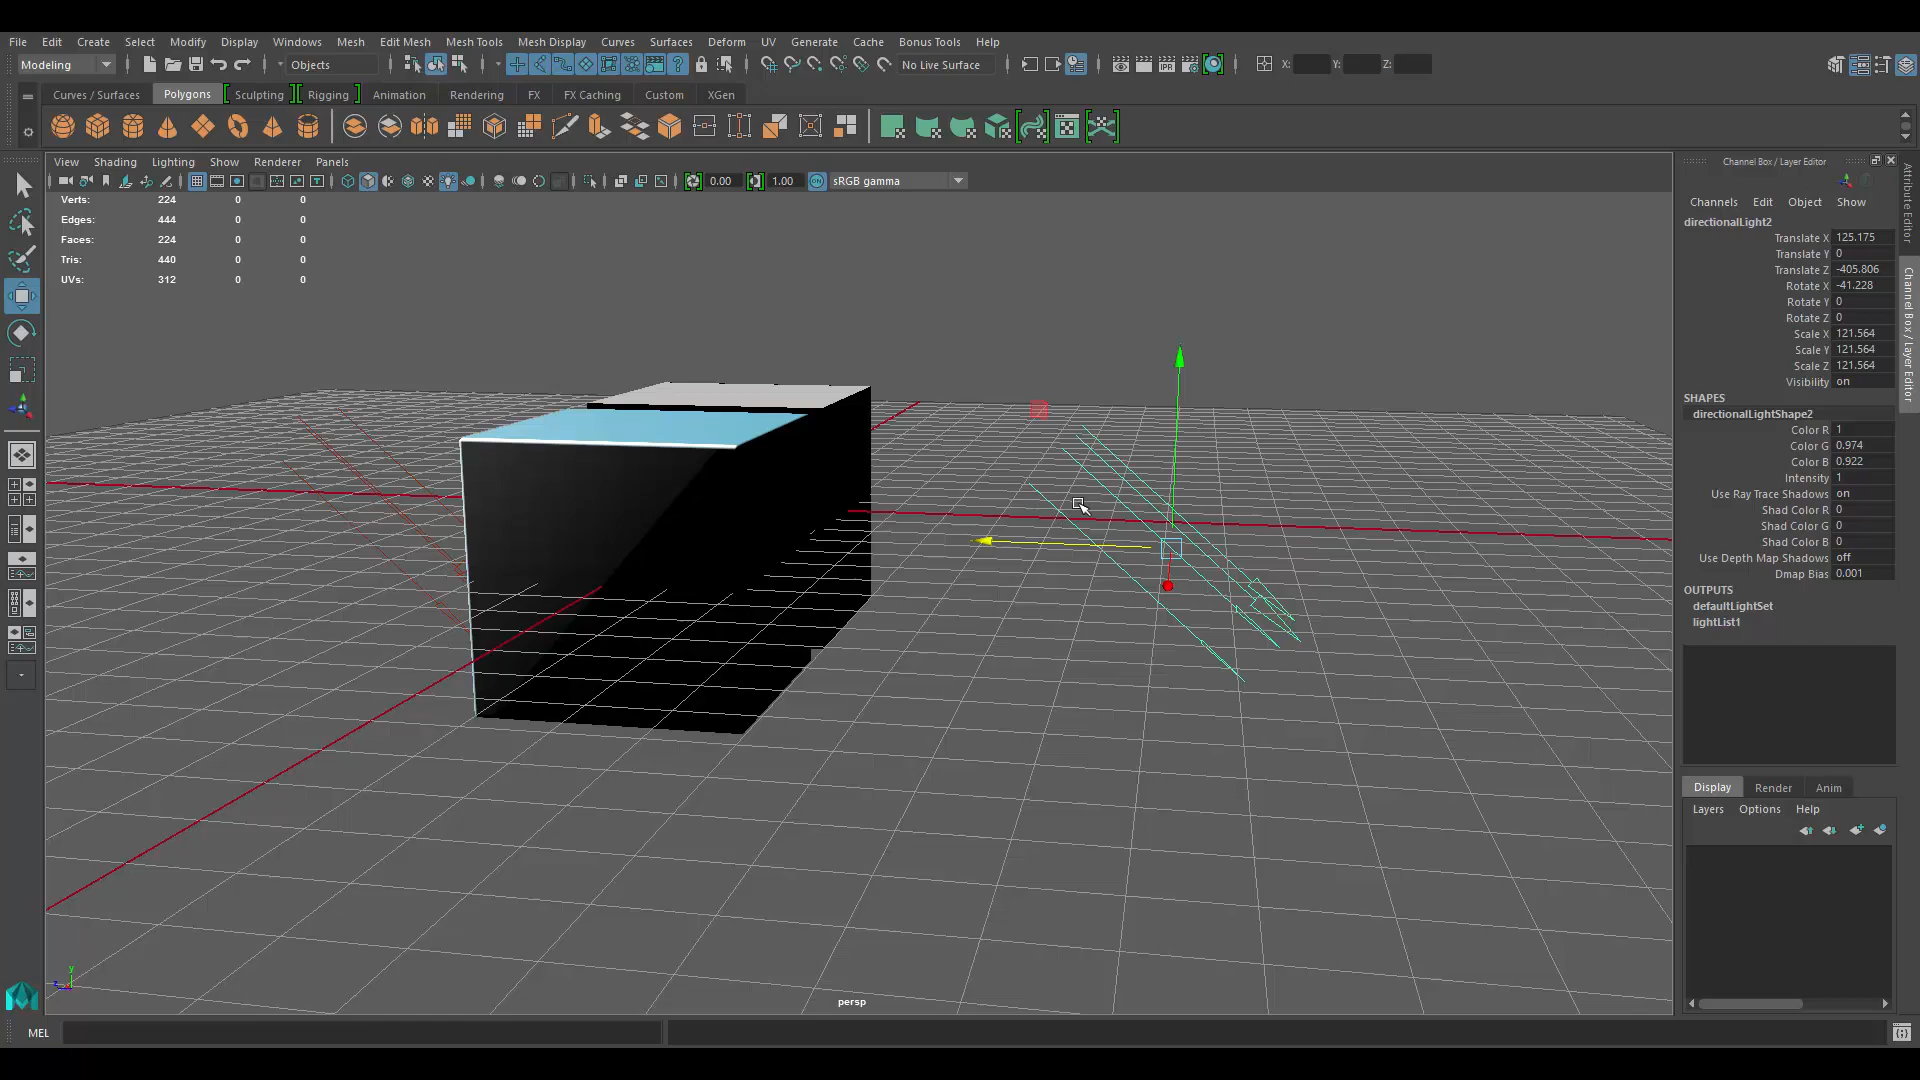 File Edit Create Select Modify Display Windows Mesh Edit Mesh Mesh Tools Mesh Display Curves Surfaces Deform UV Generate Cache Bonus Tools Help
Modeling Objects No Live Surface X: Y: Z:
Curves / Surfaces Polygons Sculpting Rigging Animation Rendering FX FX Caching Custom XGen
View Shading Lighting Show Renderer Panels
0.00 1.00 ON sRGB gamma
Verts: 224 0 0
Edges: 444 0 0
Faces: 224 0 0
Tris: 440 0 0
UVs: 312 0 0
persp
y
MEL
Channel Box / Layer Editor
Channels Edit Object Show
directionalLight2
Translate X 125.175
Translate Y 0
Translate Z -405.806
Rotate X -41.228
Rotate Y 0
Rotate Z 0
Scale X 121.564
Scale Y 121.564
Scale Z 121.564
Visibility on
SHAPES
directionalLightShape2
Color R 1
Color G 0.974
Color B 0.922
Intensity 1
Use Ray Trace Shadows on
Shad Color R 0
Shad Color G 0
Shad Color B 0
Use Depth Map Shadows off
Dmap Bias 0.001
OUTPUTS
defaultLightSet
lightList1
Display Render Anim
Layers Options Help
Attribute Editor
Channel Box / Layer Editor